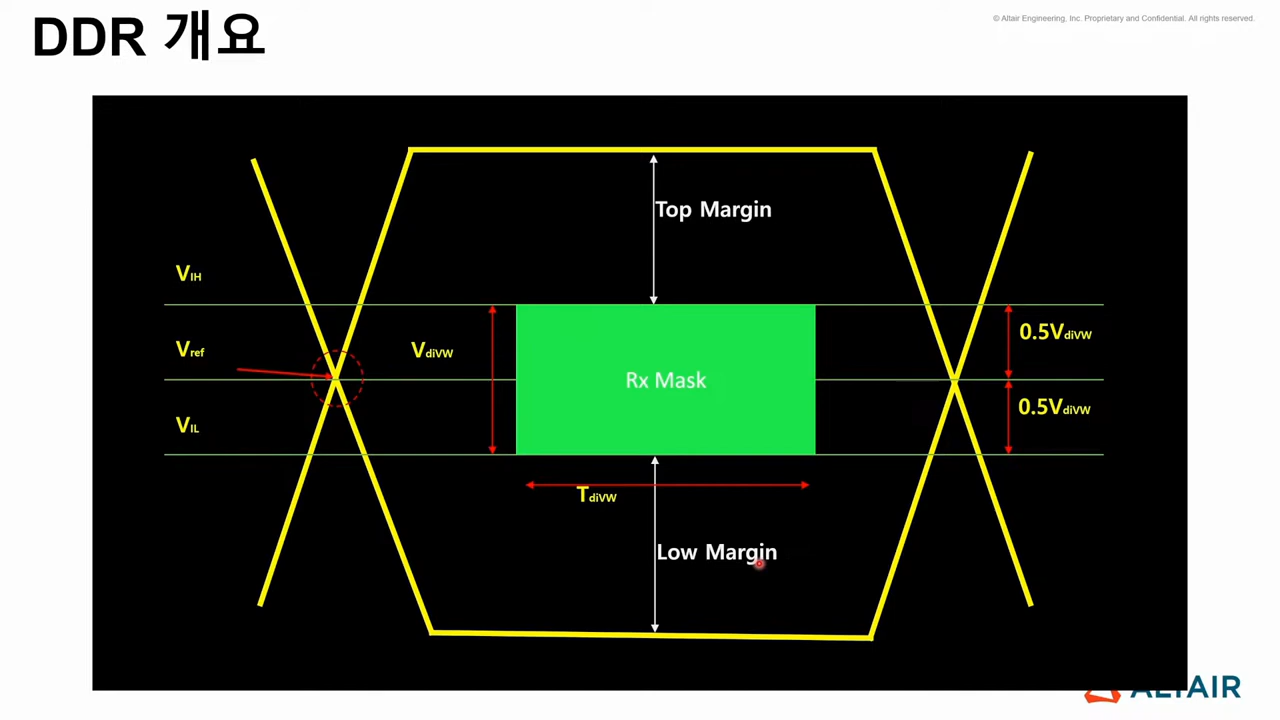 DDR 개요
© Altair Engineering, Inc. Proprietary and Confidential. All rights reserved.
Top Margin
VIH
Vref
VdiVW
0.5VdiVW
Rx Mask
VIL
0.5VdiVW
TdiVW
Low Margin
ALTAIR